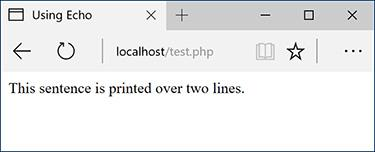 Using Echo
localhost/test.php
This sentence is printed over two lines.